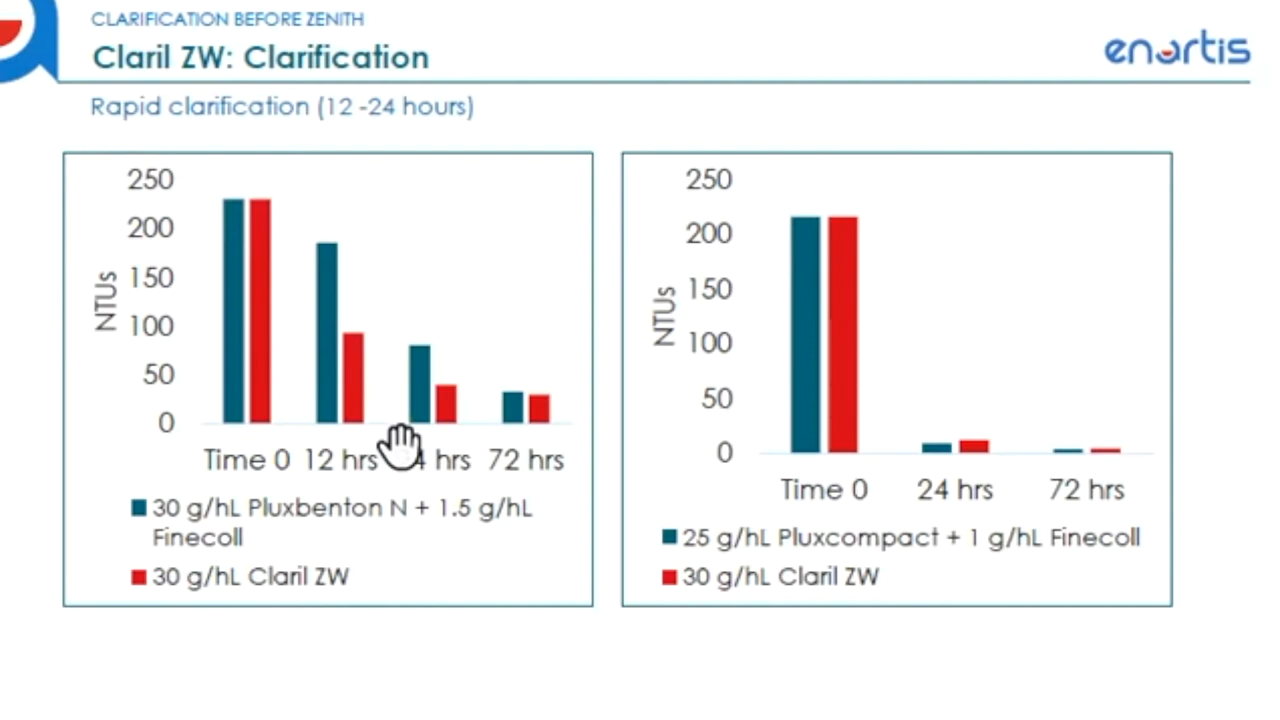 CLARIFICATION BEFORE ZENITH
Claril ZW: Clarification
enartis
Rapid clarification (12 -24 hours)
250
200
150
100
50
0
NTUs
Time 0 12 hrs 4 hrs 72 hrs
30 g/hL Pluxbenton N + 1.5 g/hL
Finecoll
30 g/hL Claril ZW
250
200
150
100
50
0
NTUs
Time 0 24 hrs 72 hrs
25 g/hL Pluxcompact + 1 g/hL Finecoll
30 g/hL Claril ZW